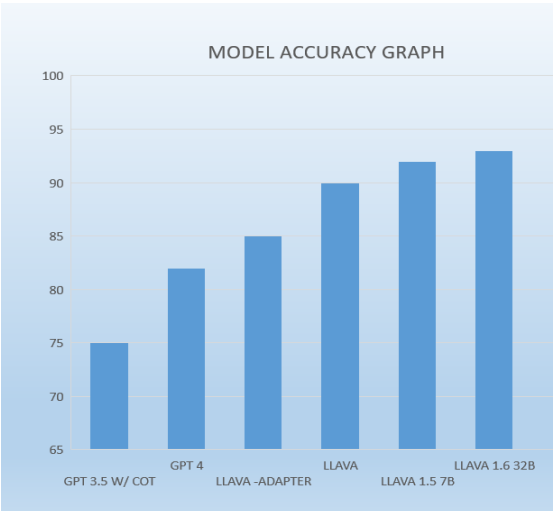 MODEL ACCURACY GRAPH
100
95
90
85
80
75
70
65
GPT 3.5 W/ COT
GPT 4
LLAVA -ADAPTER
LLAVA
LLAVA 1.5 7B
LLAVA 1.6 32B